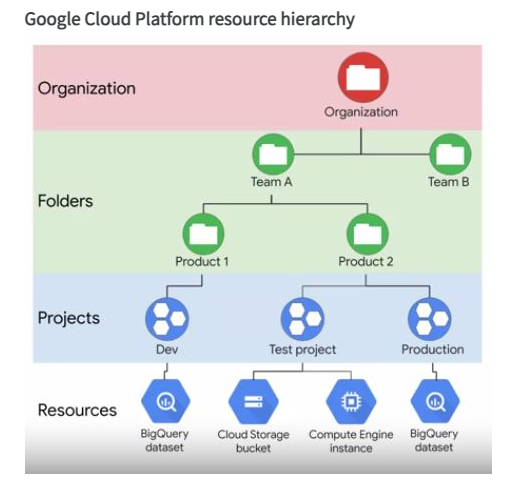 Google Cloud Platform resource hierarchy
Organization
Organization
Team A
Team B
Folders
Product 1
Product 2
Projects
Dev
Test project
Production
Resources
BigQuery
dataset
Cloud Storage
bucket
Compute Engine
instance
BigQuery
dataset